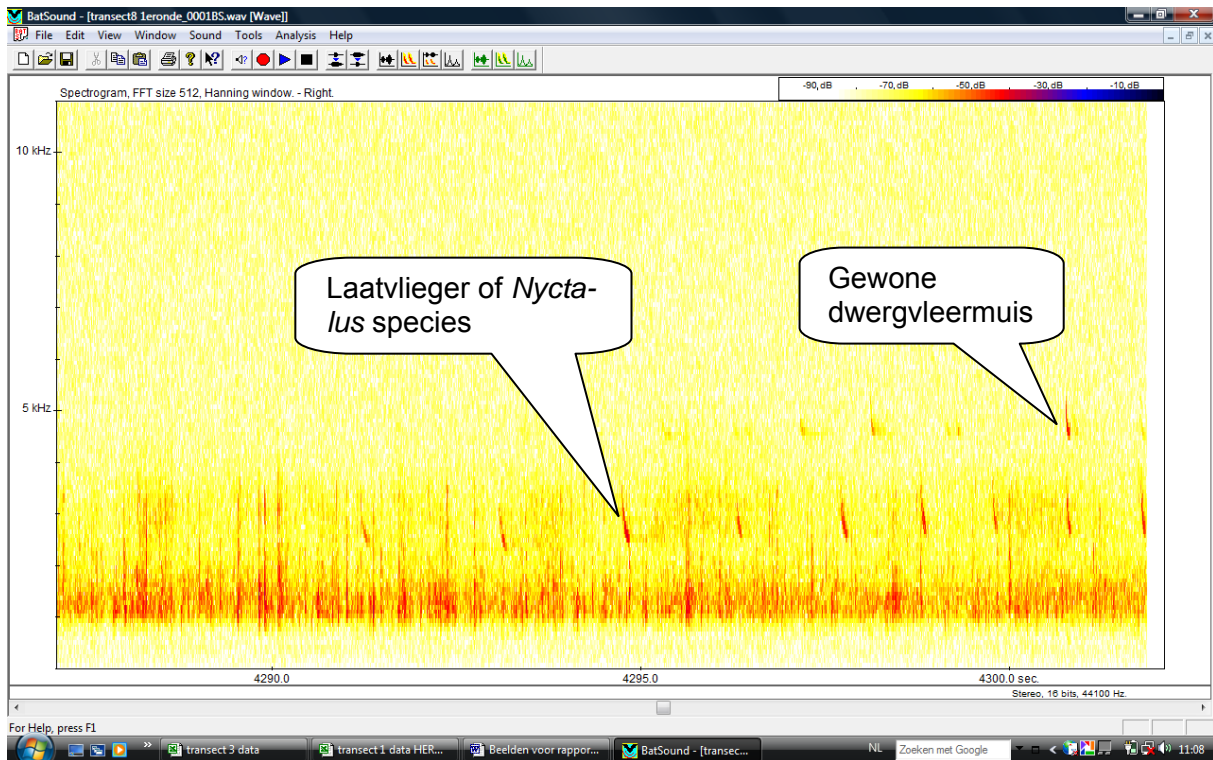 BatSound - [transect8 1eronde_0001BS.wav [Wave]]
File Edit View Window Sound Tools Analysis Help
Spectrogram, FFT size 512, Hanning window. - Right.
-90, dB -70, dB -50, dB -30, dB -10, dB
10 kHz
Laatvlieger of Nycta-
lus species
Gewone
dwergvleermuis
5 kHz
4290.0 4295.0 4300.0 sec.
Stereo, 16 bits, 44100 Hz.
For Help, press F1
transect 3 data transect 1 data HER... Beelden voor rappor... BatSound - [transec... NL Zoeken met Google 11:08